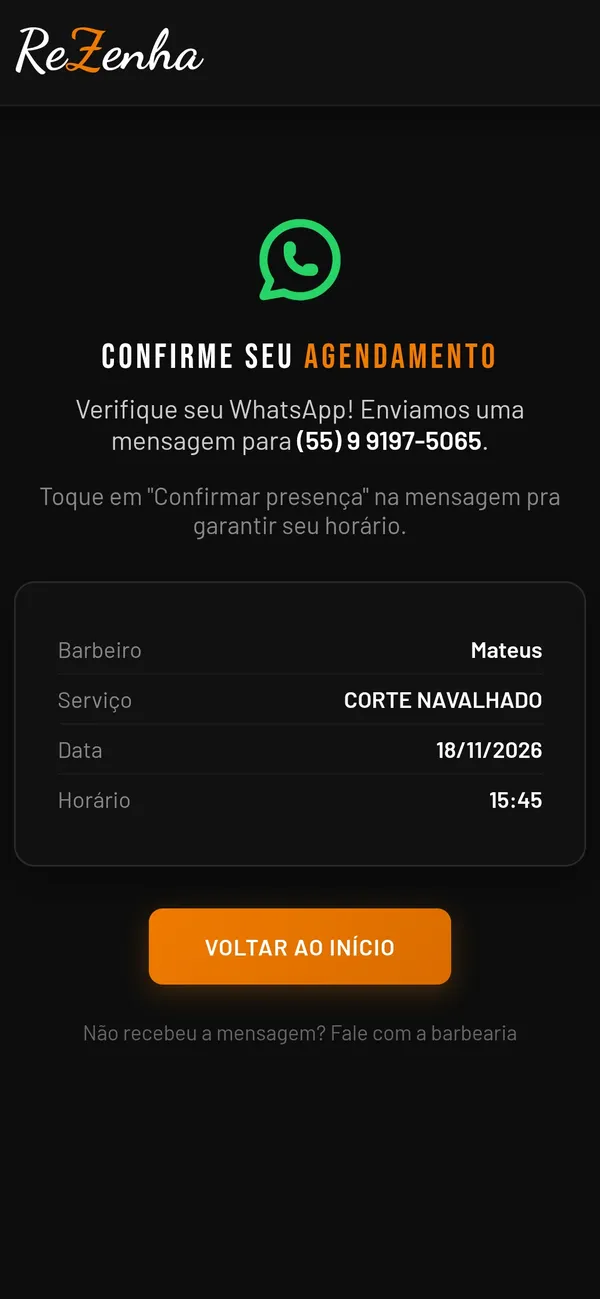 ReZenha
CONFIRME SEU AGENDAMENTO
Verifique seu WhatsApp! Enviamos uma
mensagem para (55) 9 9197-5065.
Toque em "Confirmar presença" na mensagem pra
garantir seu horário.
Barbeiro Mateus
Serviço CORTE NAVALHADO
Data 18/11/2026
Horário 15:45
VOLTAR AO INÍCIO
Não recebeu a mensagem? Fale com a barbearia